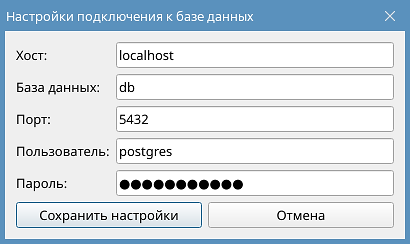 Настройки подключения к базе данных
Хост: localhost
База данных: db
Порт: 5432
Пользователь: postgres
Пароль: ●●●●●●●●●●●
Сохранить настройки Отмена